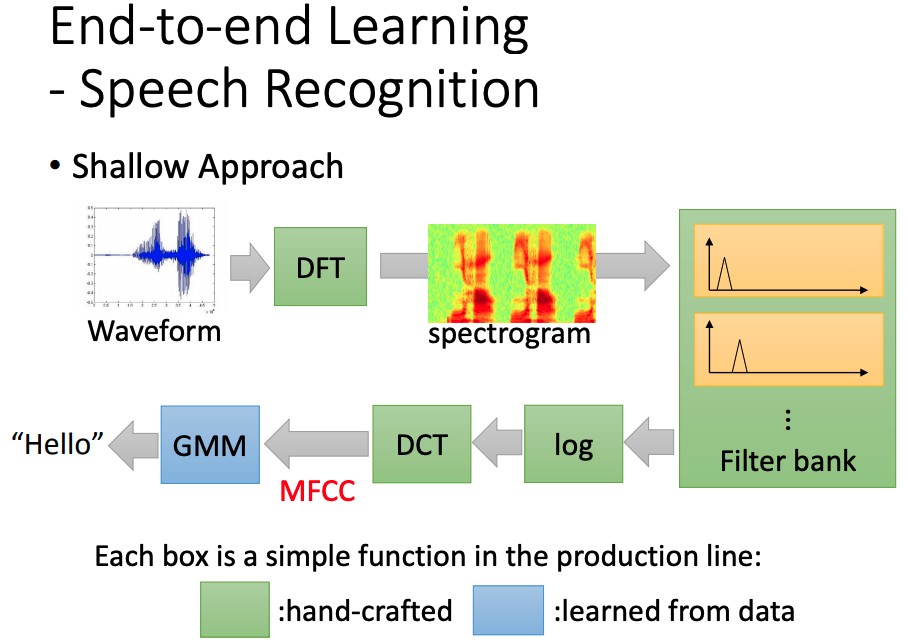 End-to-end Learning
- Speech Recognition
• Shallow Approach
Waveform
DFT
spectrogram
⋮
Filter bank
log
DCT
MFCC
GMM
“Hello”
Each box is a simple function in the production line:
:hand-crafted
:learned from data